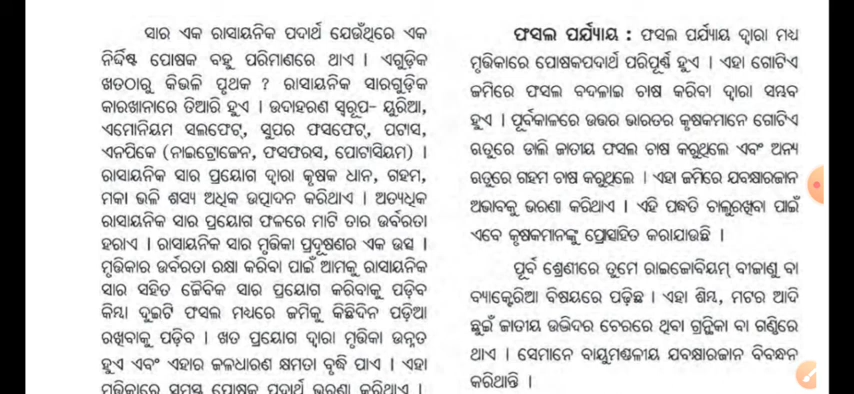 ସାର ଏକ ରାସାୟନିକ ପଦାର୍ଥ ଯେଉଁଥିରେ ଏକ
ନିର୍ଦ୍ଦିଷ୍ଟ ପୋଷକ ବହୁ ପରିମାଣରେ ଥାଏ । ଏଗୁଡ଼ିକ
ଖତଠାରୁ କିଭଳି ପୃଥକ ? ରାସାୟନିକ ସାରଗୁଡ଼ିକ
କାରଖାନାରେ ତିଆରି ହୁଏ । ଉଦାହରଣ ସ୍ୱରୂପ- ୟୁରିଆ,
ଏମୋନିୟମ ସଲଫେଟ୍, ସୁପର ଫସଫେଟ୍, ପଟାସ,
ଏନପିକେ (ନାଇଟ୍ରୋଜେନ, ଫସଫରସ, ପୋଟାସିୟମ) ।
ରାସାୟନିକ ସାର ପ୍ରୟୋଗ ଦ୍ୱାରା କୃଷକ ଧାନ, ଗହମ,
ମକା ଭଳି ଶସ୍ୟ ଅଧିକ ଉତ୍ପାଦନ କରିଥାଏ । ଅତ୍ୟଧିକ
ରାସାୟନିକ ସାର ପ୍ରୟୋଗ ଫଳରେ ମାଟି ତାର ଉର୍ବରତା
ହରାଏ । ରାସାୟନିକ ସାର ମୃତ୍ତିକା ପ୍ରଦୂଷଣର ଏକ ଉତ୍ସ ।
ମୃତ୍ତିକାର ଉର୍ବରତା ରକ୍ଷା କରିବା ପାଇଁ ଆମକୁ ରାସାୟନିକ
ସାର ସହିତ ଜୈବିକ ସାର ପ୍ରୟୋଗ କରିବାକୁ ପଡ଼ିବ
କିମ୍ବା ଦୁଇଟି ଫସଲ ମଧ୍ୟରେ ଜମିକୁ କିଛିଦିନ ପଡ଼ିଆ
ରଖିବାକୁ ପଡ଼ିବ । ଖତ ପ୍ରୟୋଗ ଦ୍ୱାରା ମୃତ୍ତିକା ଉନ୍ନତ
ହୁଏ ଏବଂ ଏହାର ଜଳଧାରଣ କ୍ଷମତା ବୃଦ୍ଧି ପାଏ । ଏହା
ମୃତ୍ତିକାରେ ସମସ୍ତ ପୋଷକ ପଦାର୍ଥ ଭରଣା କରିଥାଏ ।
ଫସଲ ପର୍ଯ୍ୟାୟ : ଫସଲ ପର୍ଯ୍ୟାୟ ଦ୍ୱାରା ମଧ୍ୟ
ମୃତ୍ତିକାରେ ପୋଷକପଦାର୍ଥ ପରିପୂର୍ଣ୍ଣ ହୁଏ । ଏହା ଗୋଟିଏ
ଜମିରେ ଫସଲ ବଦଳାଇ ଚାଷ କରିବା ଦ୍ୱାରା ସମ୍ଭବ
ହୁଏ । ପୂର୍ବକାଳରେ ଉତ୍ତର ଭାରତର କୃଷକମାନେ ଗୋଟିଏ
ଋତୁରେ ଡାଲି ଜାତୀୟ ଫସଲ ଚାଷ କରୁଥିଲେ ଏବଂ ଅନ୍ୟ
ଋତୁରେ ଗହମ ଚାଷ କରୁଥିଲେ । ଏହା ଜମିରେ ଯବକ୍ଷାରଜାନ
ଅଭାବକୁ ଭରଣା କରିଥାଏ । ଏହି ପଦ୍ଧତି ଚାଲୁରଖିବା ପାଇଁ
ଏବେ କୃଷକମାନଙ୍କୁ ପ୍ରୋତ୍ସାହିତ କରାଯାଉଛି ।
ପୂର୍ବ ଶ୍ରେଣୀରେ ତୁମେ ରାଇଜୋବିୟମ୍ ବୀଜାଣୁ ବା
ବ୍ୟାକ୍ଟେରିଆ ବିଷୟରେ ପଢ଼ିଛ । ଏହା ଶିମ୍ବ, ମଟର ଆଦି
ଛୁଇଁ ଜାତୀୟ ଉଦ୍ଭିଦର ଚେରରେ ଥିବା ଗ୍ରନ୍ଥିକା ବା ଗଣ୍ଠିରେ
ଥାଏ । ସେମାନେ ବାୟୁମଣ୍ଡଳୀୟ ଯବକ୍ଷାରଜାନ ବିବନ୍ଧନ
କରିଥାନ୍ତି ।